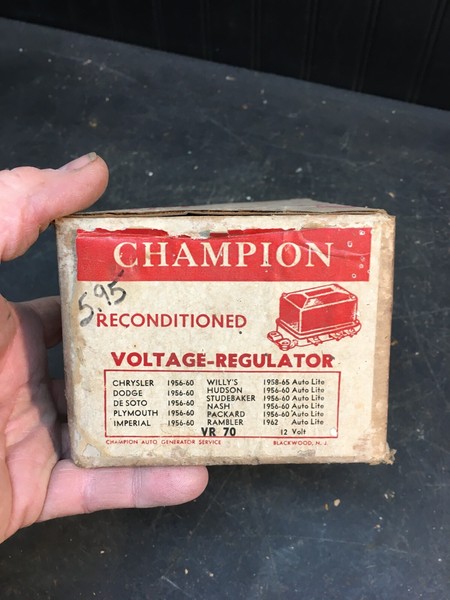 CHAMPION
5.95
RECONDITIONED
VOLTAGE-REGULATOR
CHRYSLER 1956-60 WILLY'S 1958-65 Auto Lite
DODGE 1956-60 HUDSON 1956-60 Auto Lite
DE SOTO 1956-60 STUDEBAKER 1956-60 Auto Lite
PLYMOUTH 1956-60 NASH 1956-60 Auto Lite
IMPERIAL 1956-60 PACKARD 1956-60 Auto Lite
RAMBLER 1962 Auto Lite
VR 70 12 Volt
CHAMPION AUTO GENERATOR SERVICE BLACKWOOD, N. J.